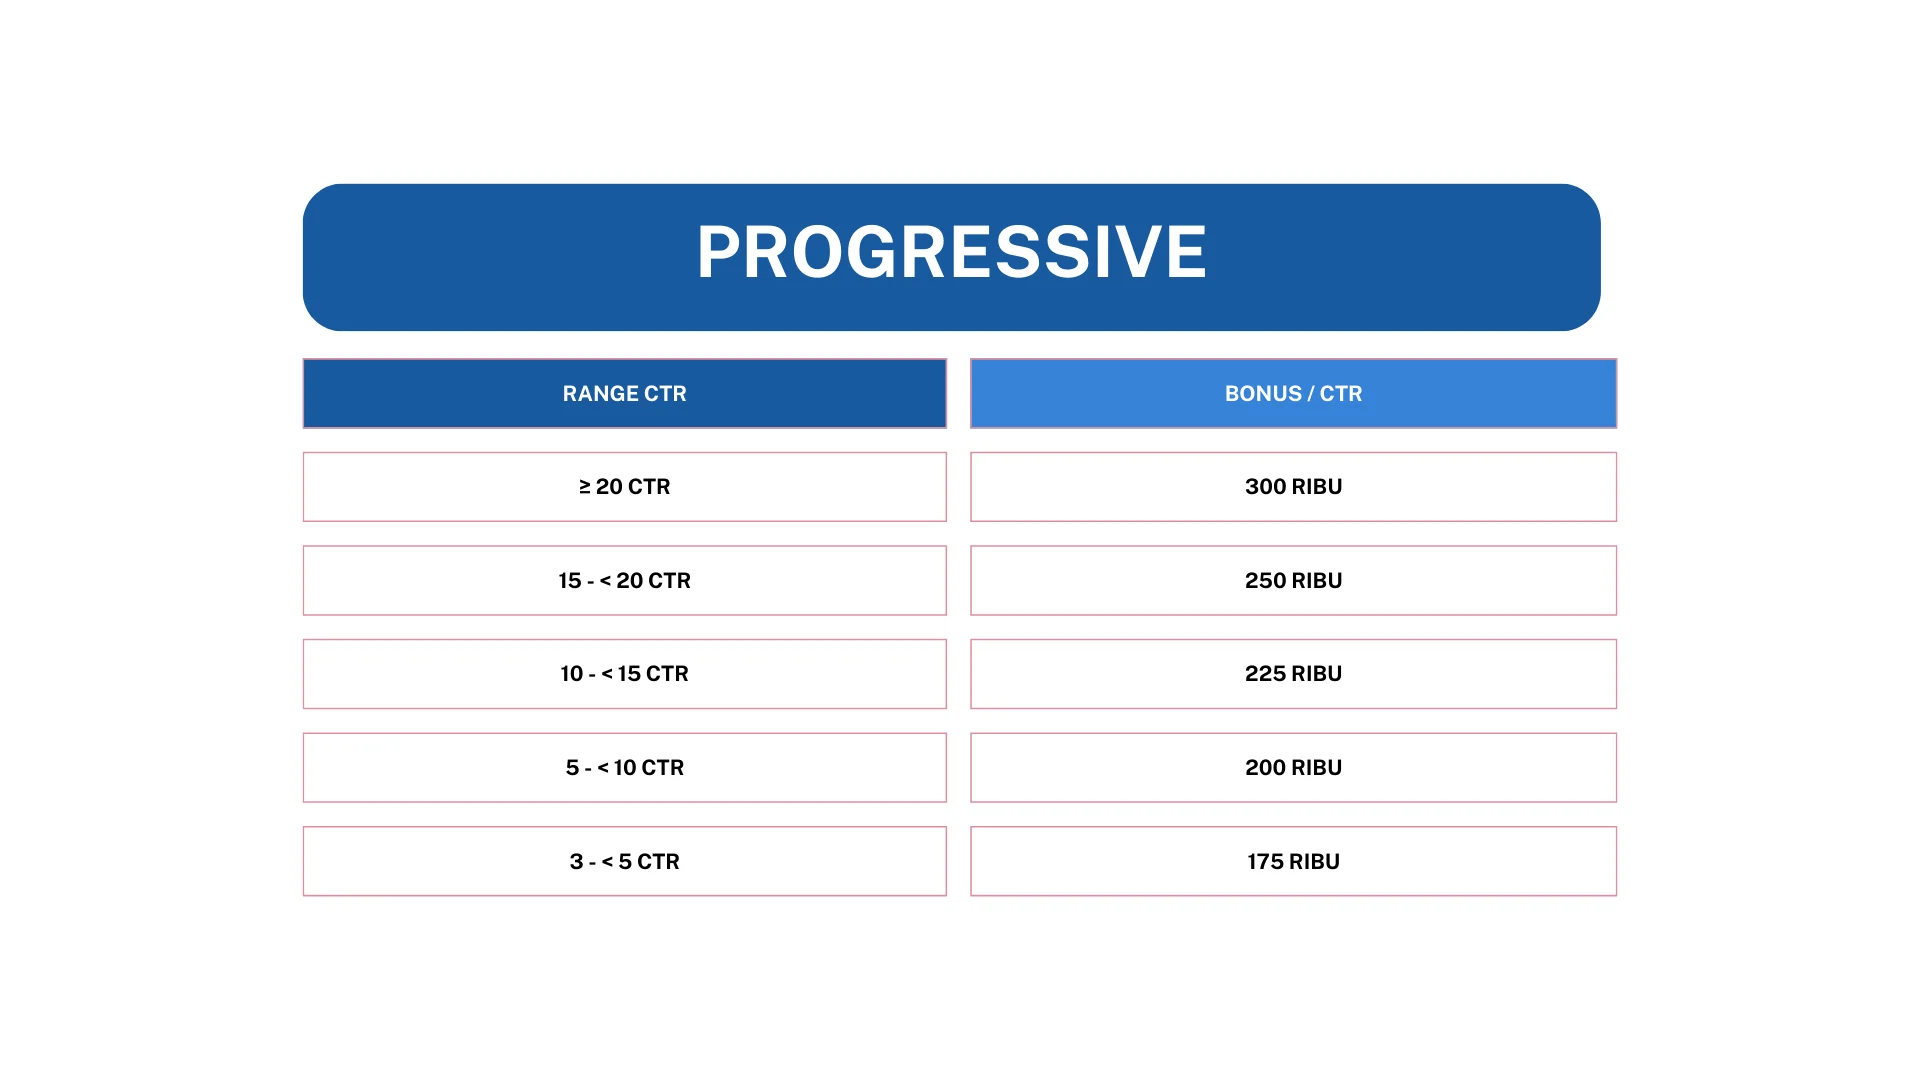 PROGRESSIVE
RANGE CTR BONUS / CTR
≥ 20 CTR 300 RIBU
15 - < 20 CTR 250 RIBU
10 - < 15 CTR 225 RIBU
5 - < 10 CTR 200 RIBU
3 - < 5 CTR 175 RIBU